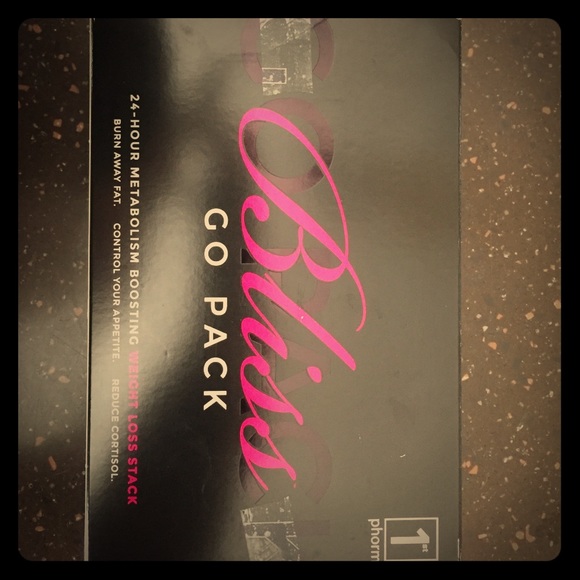 Bliss
GO PACK
24-HOUR METABOLISM BOOSTING WEIGHT LOSS STACK
BURN AWAY FAT. CONTROL YOUR APPETITE. REDUCE CORTISOL.
1st
phorm